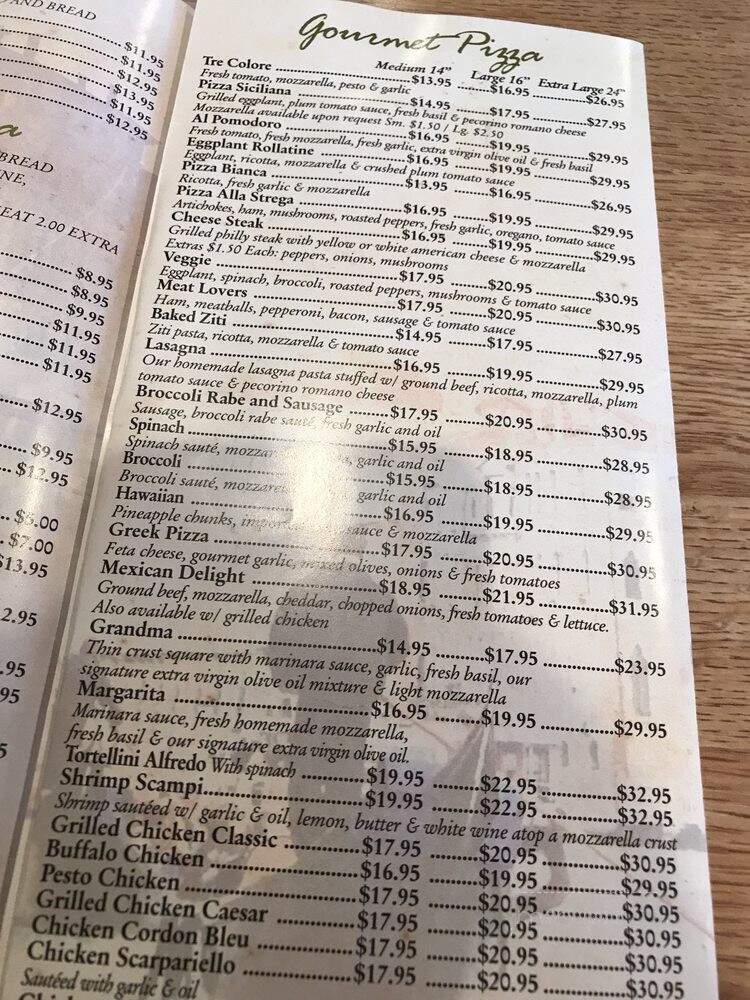 AND BREAD
$11.95
$11.95
$12.95
$13.95
$11.95
$12.95
BREAD
EAT 2.00 EXTRA
$8.95
$8.95
$9.95
$11.95
$11.95
$11.95
$12.95
$9.95
$12.95
$5.00
$7.00
$13.95
2.95
.95
95
Gourmet Pizza
Medium 14" Large 16" Extra Large 24"
Tre Colore $13.95 $16.95 $26.95
Fresh tomato, mozzarella, pesto & garlic
Pizza Siciliana $14.95 $17.95 $27.95
Grilled eggplant, plum tomato sauce, fresh basil & pecorino romano cheese
Mozzarella available upon request Sm. $1.50 / Lg. $2.50
Al Pomodoro $16.95 $19.95 $29.95
Fresh tomato, fresh mozzarella, fresh garlic, extra virgin olive oil & fresh basil
Eggplant Rollatine $16.95 $19.95 $29.95
Eggplant, ricotta, mozzarella & crushed plum tomato sauce
Pizza Bianca $13.95 $16.95 $26.95
Ricotta, fresh garlic & mozzarella
Pizza Alla Strega $16.95 $19.95 $29.95
Artichokes, ham, mushrooms, roasted peppers, fresh garlic, oregano, tomato sauce
Cheese Steak $16.95 $19.95 $29.95
Grilled philly steak with yellow or white american cheese & mozzarella
Extras $1.50 Each: peppers, onions, mushrooms
Veggie $17.95 $20.95 $30.95
Eggplant, spinach, broccoli, roasted peppers, mushrooms & tomato sauce
Meat Lovers $17.95 $20.95 $30.95
Ham, meatballs, pepperoni, bacon, sausage & tomato sauce
Baked Ziti $14.95 $17.95 $27.95
Ziti pasta, ricotta, mozzarella & tomato sauce
Lasagna $16.95 $19.95 $29.95
Our homemade lasagna pasta stuffed w/ ground beef, ricotta, mozzarella, plum
tomato sauce & pecorino romano cheese
Broccoli Rabe and Sausage $17.95 $20.95 $30.95
Sausage, broccoli rabe sauté, fresh garlic and oil
Spinach $15.95 $18.95 $28.95
Spinach sauté, garlic and oil
Broccoli $15.95 $18.95 $28.95
Broccoli sauté, garlic and oil
Hawaiian $16.95 $19.95 $29.95
Pineapple chunks, sauce & mozzarella
Greek Pizza $17.95 $20.95 $30.95
Feta cheese, gourmet garlic, mixed olives, onions & fresh tomatoes
Mexican Delight $18.95 $21.95 $31.95
Ground beef, mozzarella, cheddar, chopped onions, fresh tomatoes & lettuce.
Also available w/ grilled chicken
Grandma $14.95 $17.95 $23.95
Thin crust square with marinara sauce, garlic, fresh basil, our
signature extra virgin olive oil mixture & light mozzarella
Margarita $16.95 $19.95 $29.95
Marinara sauce, fresh homemade mozzarella,
fresh basil & our signature extra virgin olive oil.
Tortellini Alfredo With spinach $19.95 $22.95 $32.95
Shrimp Scampi $19.95 $22.95 $32.95
Shrimp sautéed w/ garlic & oil, lemon, butter & white wine atop a mozzarella crust
Grilled Chicken Classic $17.95 $20.95 $30.95
Buffalo Chicken $16.95 $19.95 $29.95
Pesto Chicken $17.95 $20.95 $30.95
Grilled Chicken Caesar $17.95 $20.95 $30.95
Chicken Cordon Bleu $17.95 $20.95 $30.95
Chicken Scarpariello $17.95 $20.95 $30.95
Sautéed with garlic & oil